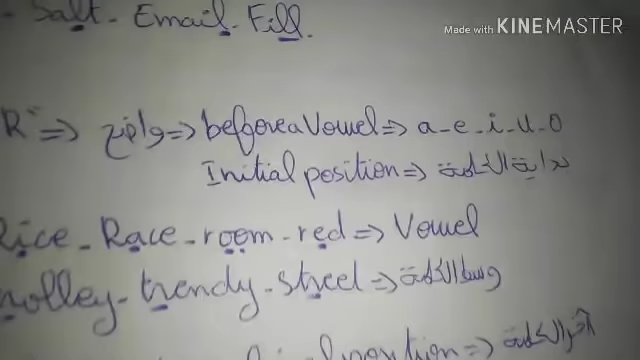 Made with KINEMASTER
- Salt - Email - Fill.
R => واضح => before a Vowel => a - e - i - u - o
Initial position => بداية الكلمة
Rice - Race - room - red => Vowel
trolley - trendy - street => وسط الكلمة
position => آخر الكلمة